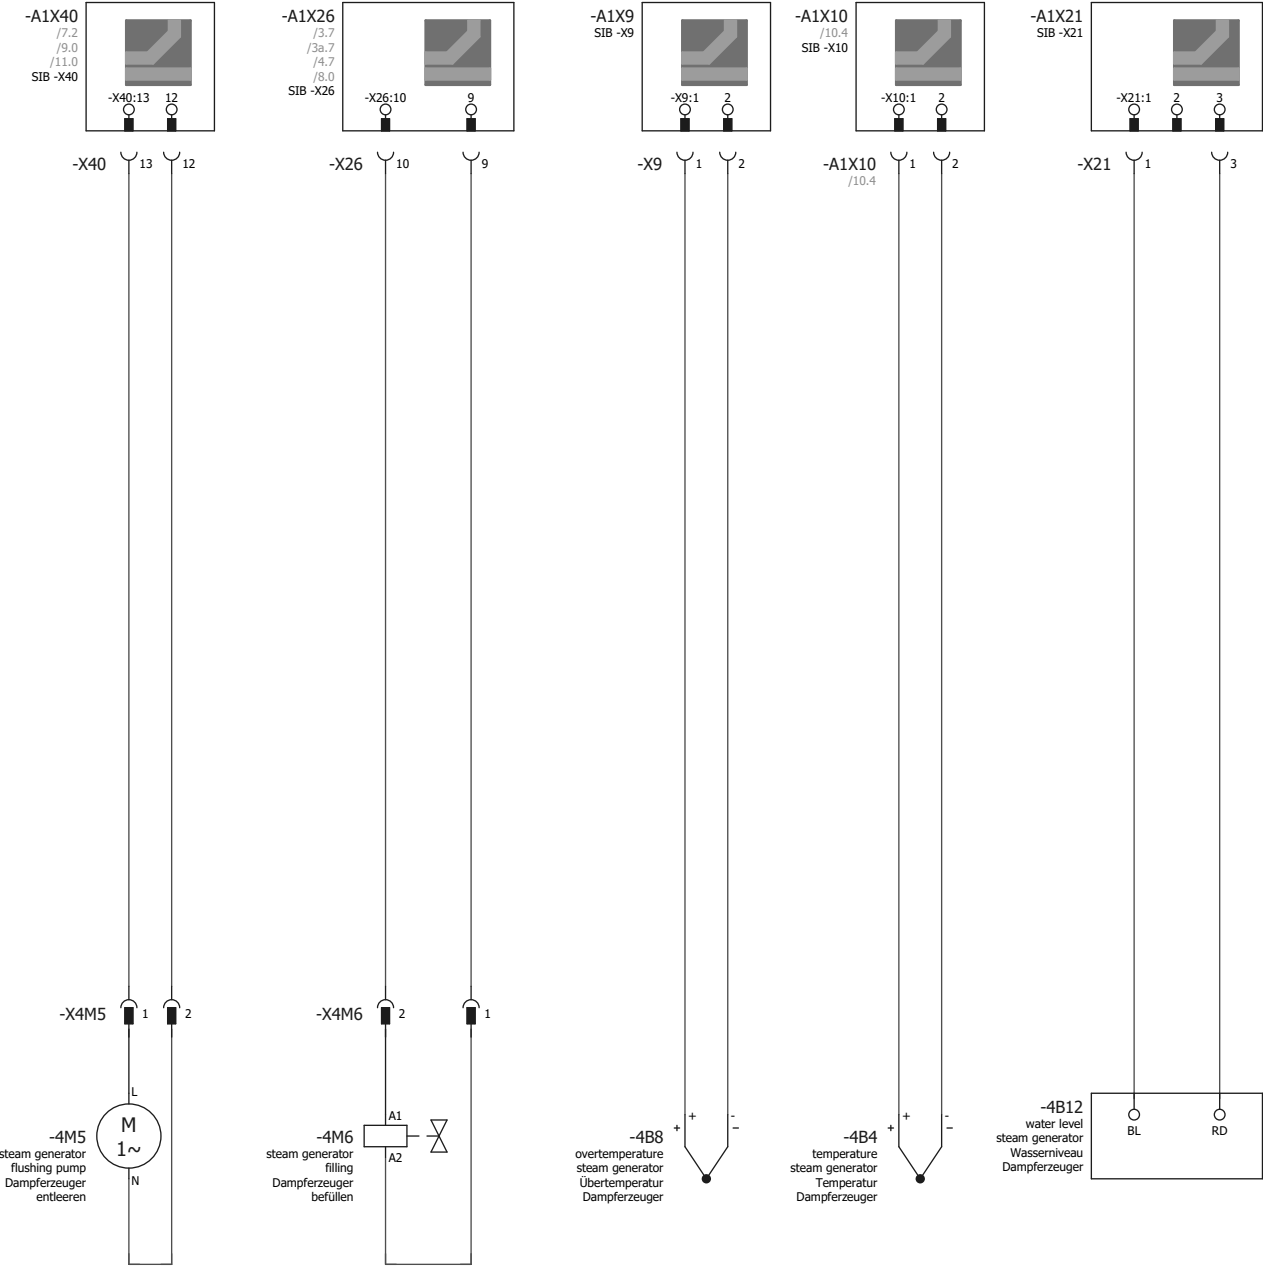 -A1X40
/7.2
/9.0
/11.0
SIB -X40
-X40:13 12
-A1X26
/3.7
/3a.7
/4.7
/8.0
SIB -X26
-X26:10 9
-A1X9
SIB -X9
-X9:1 2
-A1X10
/10.4
SIB -X10
-X10:1 2
-A1X21
SIB -X21
-X21:1 2 3
-X40 13 12
-X26 10 9
-X9 1 2
-A1X10 1 2
/10.4
-X21 1 3
-X4M5 1 2
-X4M6 2 1
L
M
1~
N
-4M5
steam generator
flushing pump
Dampferzeuger
entleeren
A1
A2
-4M6
steam generator
filling
Dampferzeuger
befüllen
+ -
+ -
-4B8
overtemperature
steam generator
Übertemperatur
Dampferzeuger
+ -
+ -
-4B4
temperature
steam generator
Temperatur
Dampferzeuger
-4B12
water level
steam generator
Wasserniveau
Dampferzeuger
BL RD